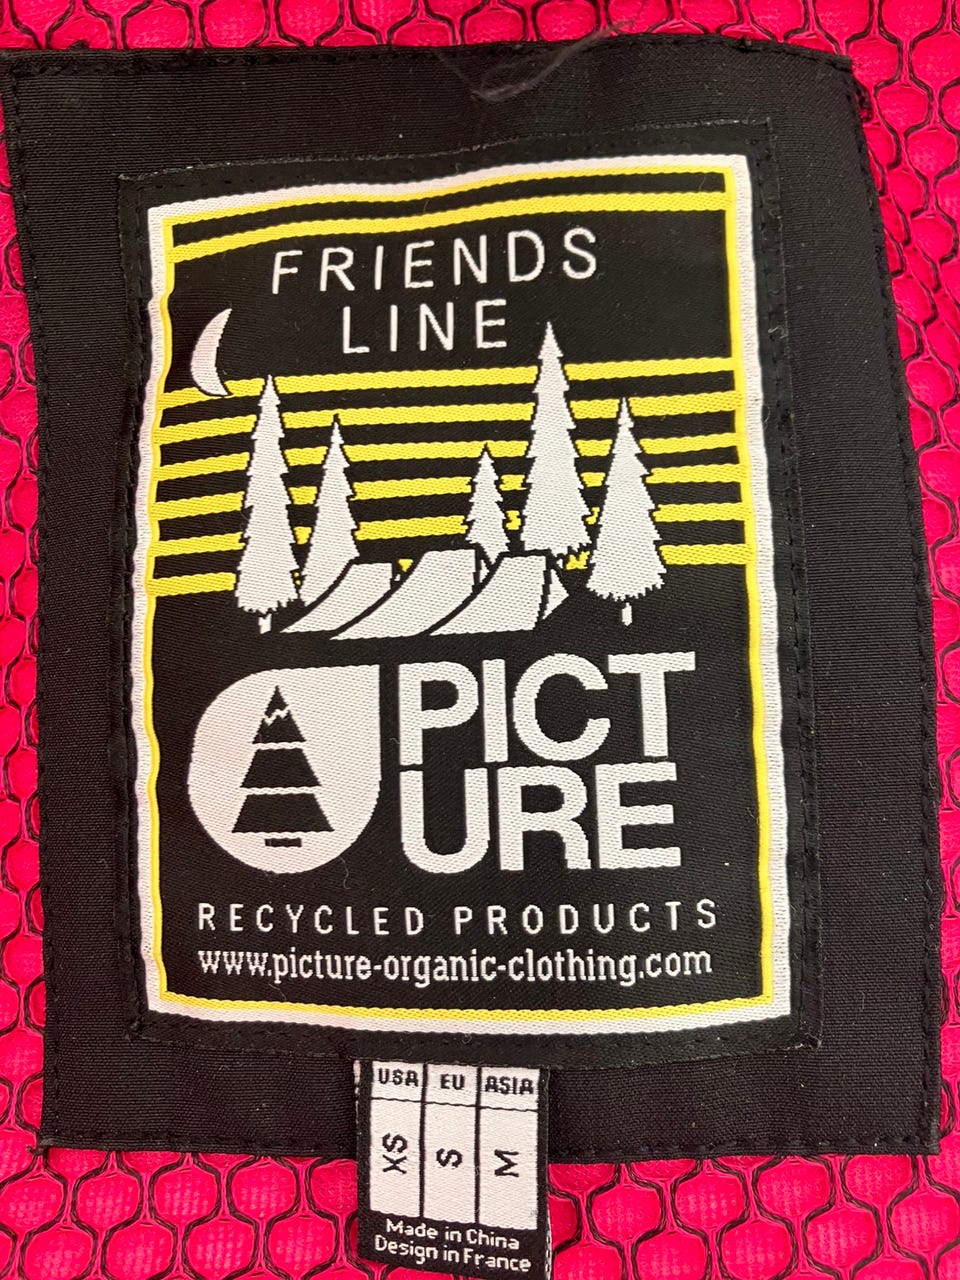 FRIENDS
LINE
PICT
URE
RECYCLED PRODUCTS
www.picture-organic-clothing.com
USA EU ASIA
XS S M
Made in China
Design in France